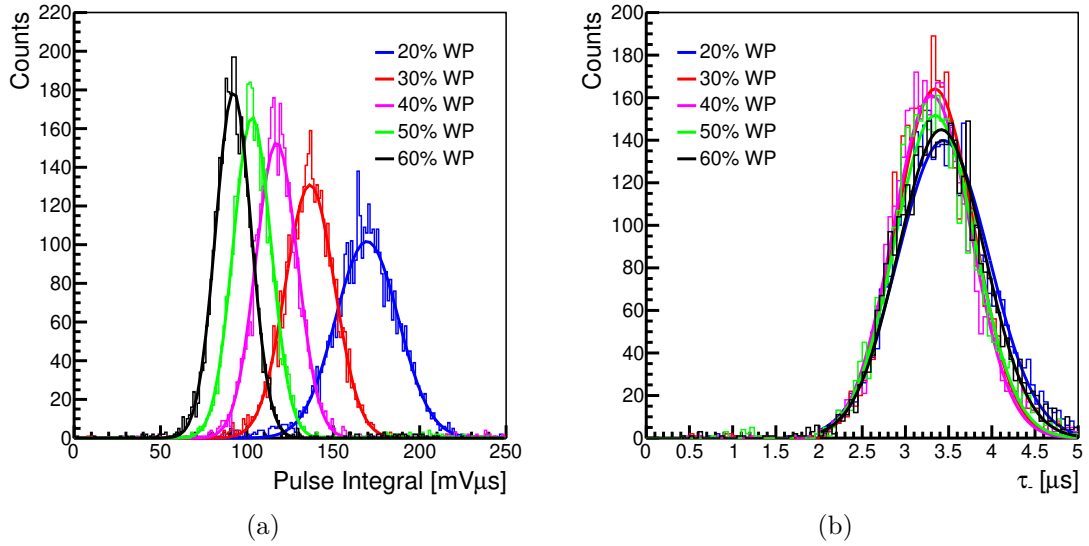 Counts
220
200
180
160
140
120
100
80
60
40
20
0
20% WP
30% WP
40% WP
50% WP
60% WP
0 50 100 150 200 250
Pulse Integral [mVμs]
(a)
Counts
200
180
160
140
120
100
80
60
40
20
0
20% WP
30% WP
40% WP
50% WP
60% WP
0 0.5 1 1.5 2 2.5 3 3.5 4 4.5 5
τ- [μs]
(b)